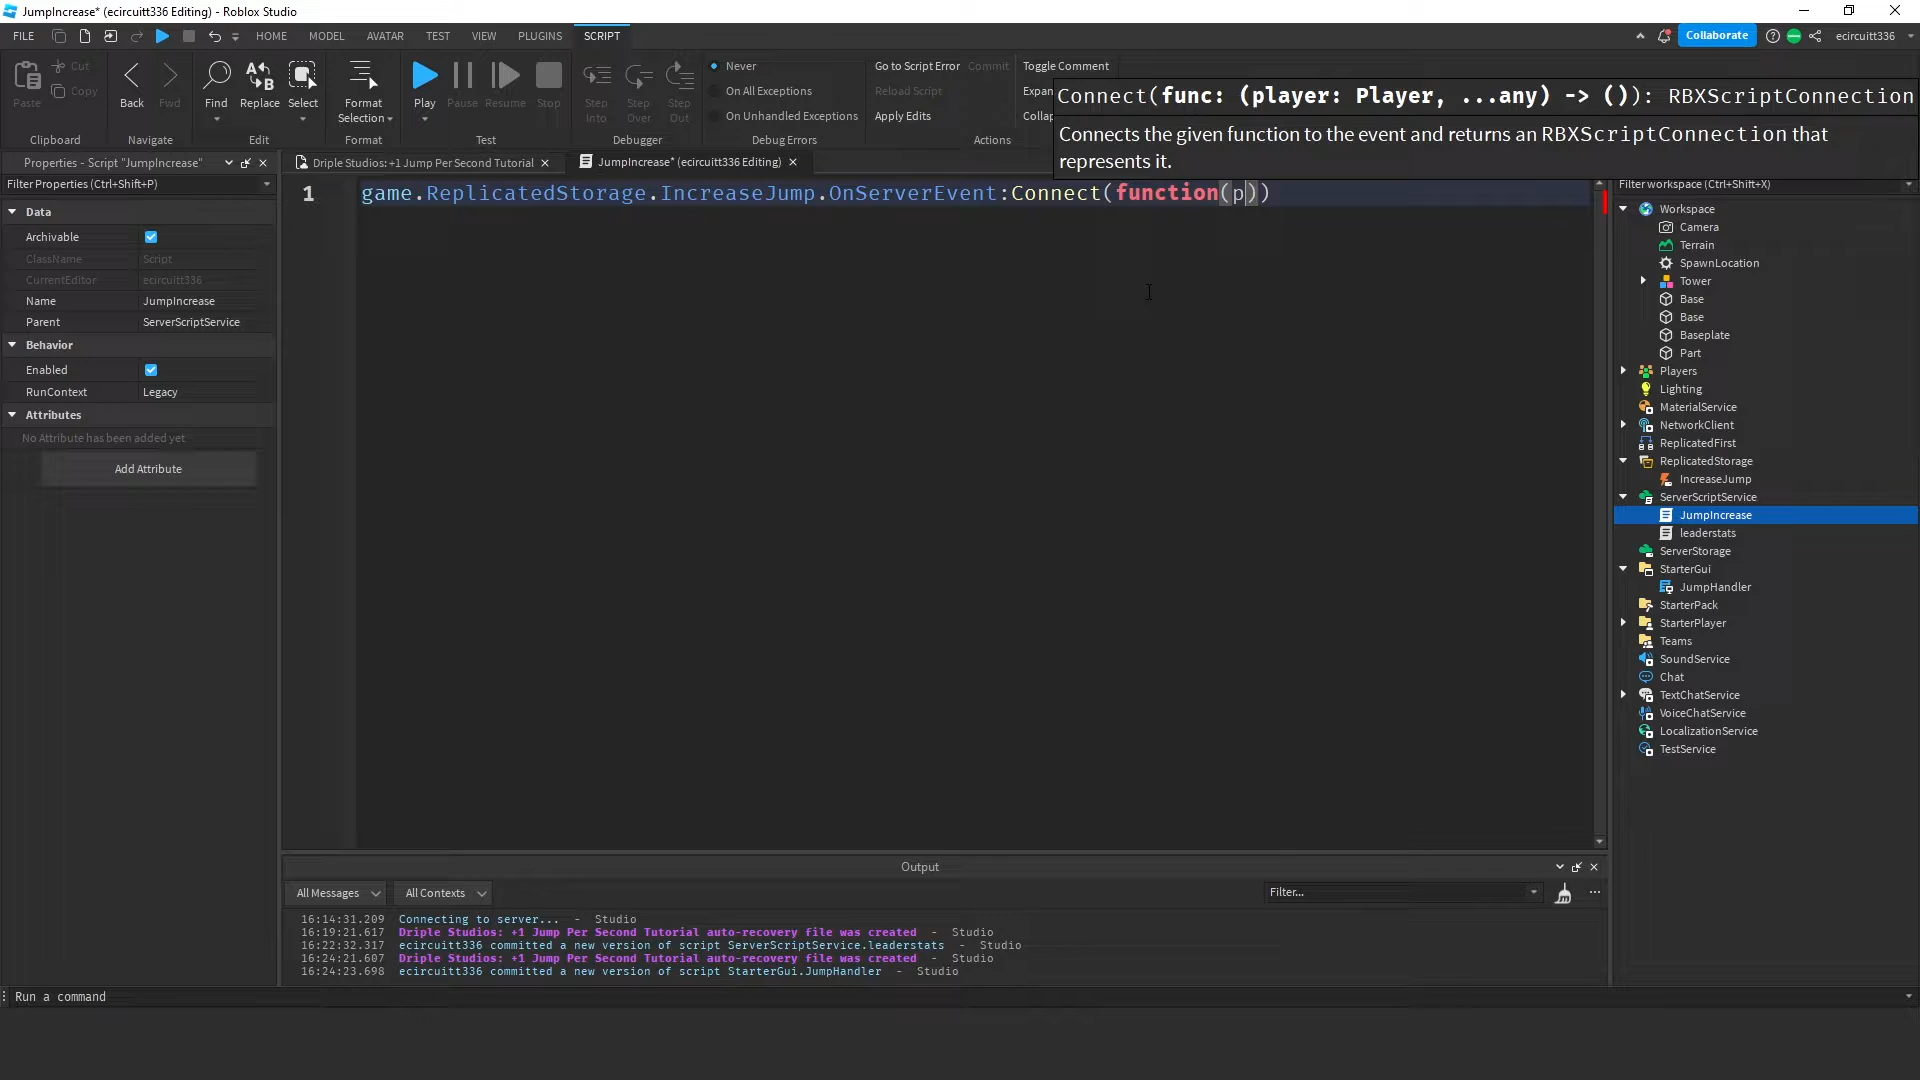 JumpIncrease* (ecircuitt336 Editing) - Roblox Studio
FILE HOME MODEL AVATAR TEST VIEW PLUGINS SCRIPT Collaborate ecircuitt336
Paste Cut Copy
Clipboard
Back Fwd
Navigate
Find Replace Select
Edit
Format Selection
Format
Play Pause Resume Stop
Test
Step Into Step Over Step Out
Debugger
Never
On All Exceptions
On Unhandled Exceptions
Debug Errors
Go to Script Error Commit
Reload Script
Apply Edits
Actions
Toggle Comment
Expan
Collap
Connect(func: (player: Player, ...any) -> ()): RBXScriptConnection
Connects the given function to the event and returns an RBXScriptConnection that
represents it.
Properties - Script "JumpIncrease"
Filter Properties (Ctrl+Shift+P)
Data
Archivable
ClassName Script
CurrentEditor ecircuitt336
Name JumpIncrease
Parent ServerScriptService
Behavior
Enabled
RunContext Legacy
Attributes
No Attribute has been added yet
Add Attribute
Driple Studios: +1 Jump Per Second Tutorial
JumpIncrease* (ecircuitt336 Editing)
1 game.ReplicatedStorage.IncreaseJump.OnServerEvent:Connect(function(p))
Filter workspace (Ctrl+Shift+X)
Workspace
Camera
Terrain
SpawnLocation
Tower
Base
Base
Baseplate
Part
Players
Lighting
MaterialService
NetworkClient
ReplicatedFirst
ReplicatedStorage
IncreaseJump
ServerScriptService
JumpIncrease
leaderstats
ServerStorage
StarterGui
JumpHandler
StarterPack
StarterPlayer
Teams
SoundService
Chat
TextChatService
VoiceChatService
LocalizationService
TestService
Output
All Messages All Contexts Filter...
16:14:31.209 Connecting to server... - Studio
16:19:21.617 Driple Studios: +1 Jump Per Second Tutorial auto-recovery file was created - Studio
16:22:32.317 ecircuitt336 committed a new version of script ServerScriptService.leaderstats - Studio
16:24:21.607 Driple Studios: +1 Jump Per Second Tutorial auto-recovery file was created - Studio
16:24:23.698 ecircuitt336 committed a new version of script StarterGui.JumpHandler - Studio
Run a command